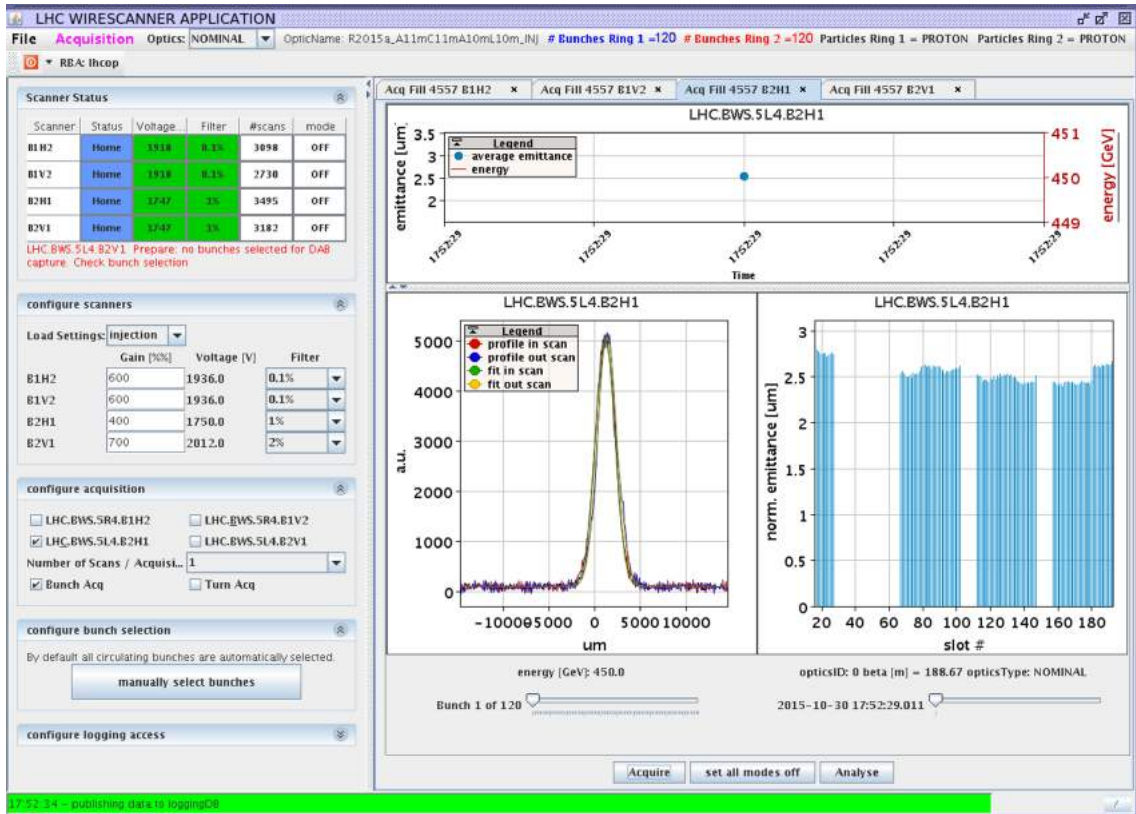 LHC WIRESCANNER APPLICATION
File Acquisition Optics: NOMINAL OpticName: R2015a_A11mC11mA10mL10m_INJ # Bunches Ring 1 =120 # Bunches Ring 2 =120 Particles Ring 1 = PROTON Particles Ring 2 = PROTON
RBA: lhcop
Scanner Status
Scanner Status Voltage... Filter #scans mode
B1H2 Home 1918 0.1% 3098 OFF
B1V2 Home 1918 0.1% 2730 OFF
B2H1 Home 1747 1% 3495 OFF
B2V1 Home 1747 1% 3182 OFF
LHC.BWS.5L4.B2V1 Prepare: no bunches selected for DAB
capture. Check bunch selection
configure scanners
Load Settings: injection
Gain [%%] Voltage [V] Filter
B1H2 600 1936.0 0.1%
B1V2 600 1936.0 0.1%
B2H1 400 1750.0 1%
B2V1 700 2012.0 2%
configure acquisition
LHC.BWS.5R4.B1H2 LHC.BWS.5R4.B1V2
LHC.BWS.5L4.B2H1 LHC.BWS.5L4.B2V1
Number of Scans / Acquisi... 1
Bunch Acq Turn Acq
configure bunch selection
By default all circulating bunches are automatically selected.
manually select bunches
configure logging access
Acq Fill 4557 B1H2 Acq Fill 4557 B1V2 Acq Fill 4557 B2H1 Acq Fill 4557 B2V1
LHC.BWS.5L4.B2H1
emittance [um]
3.5
3
2.5
2
Legend
average emittance
energy
451
450
449
energy [GeV]
17:52:29 17:52:29 17:52:29 17:52:29 17:52:29
Time
LHC.BWS.5L4.B2H1
a.u.
5000
4000
3000
2000
1000
0
Legend
profile in scan
profile out scan
fit in scan
fit out scan
-10000 -5000 0 5000 10000
um
energy [GeV]: 450.0
Bunch 1 of 120
LHC.BWS.5L4.B2H1
norm. emittance [um]
3
2.5
2
1.5
1
0.5
0
20 40 60 80 100 120 140 160 180
slot #
opticsID: 0 beta [m] = 188.67 opticsType: NOMINAL
2015-10-30 17:52:29.011
Acquire set all modes off Analyse
17:52:34 - publishing data to loggingDB